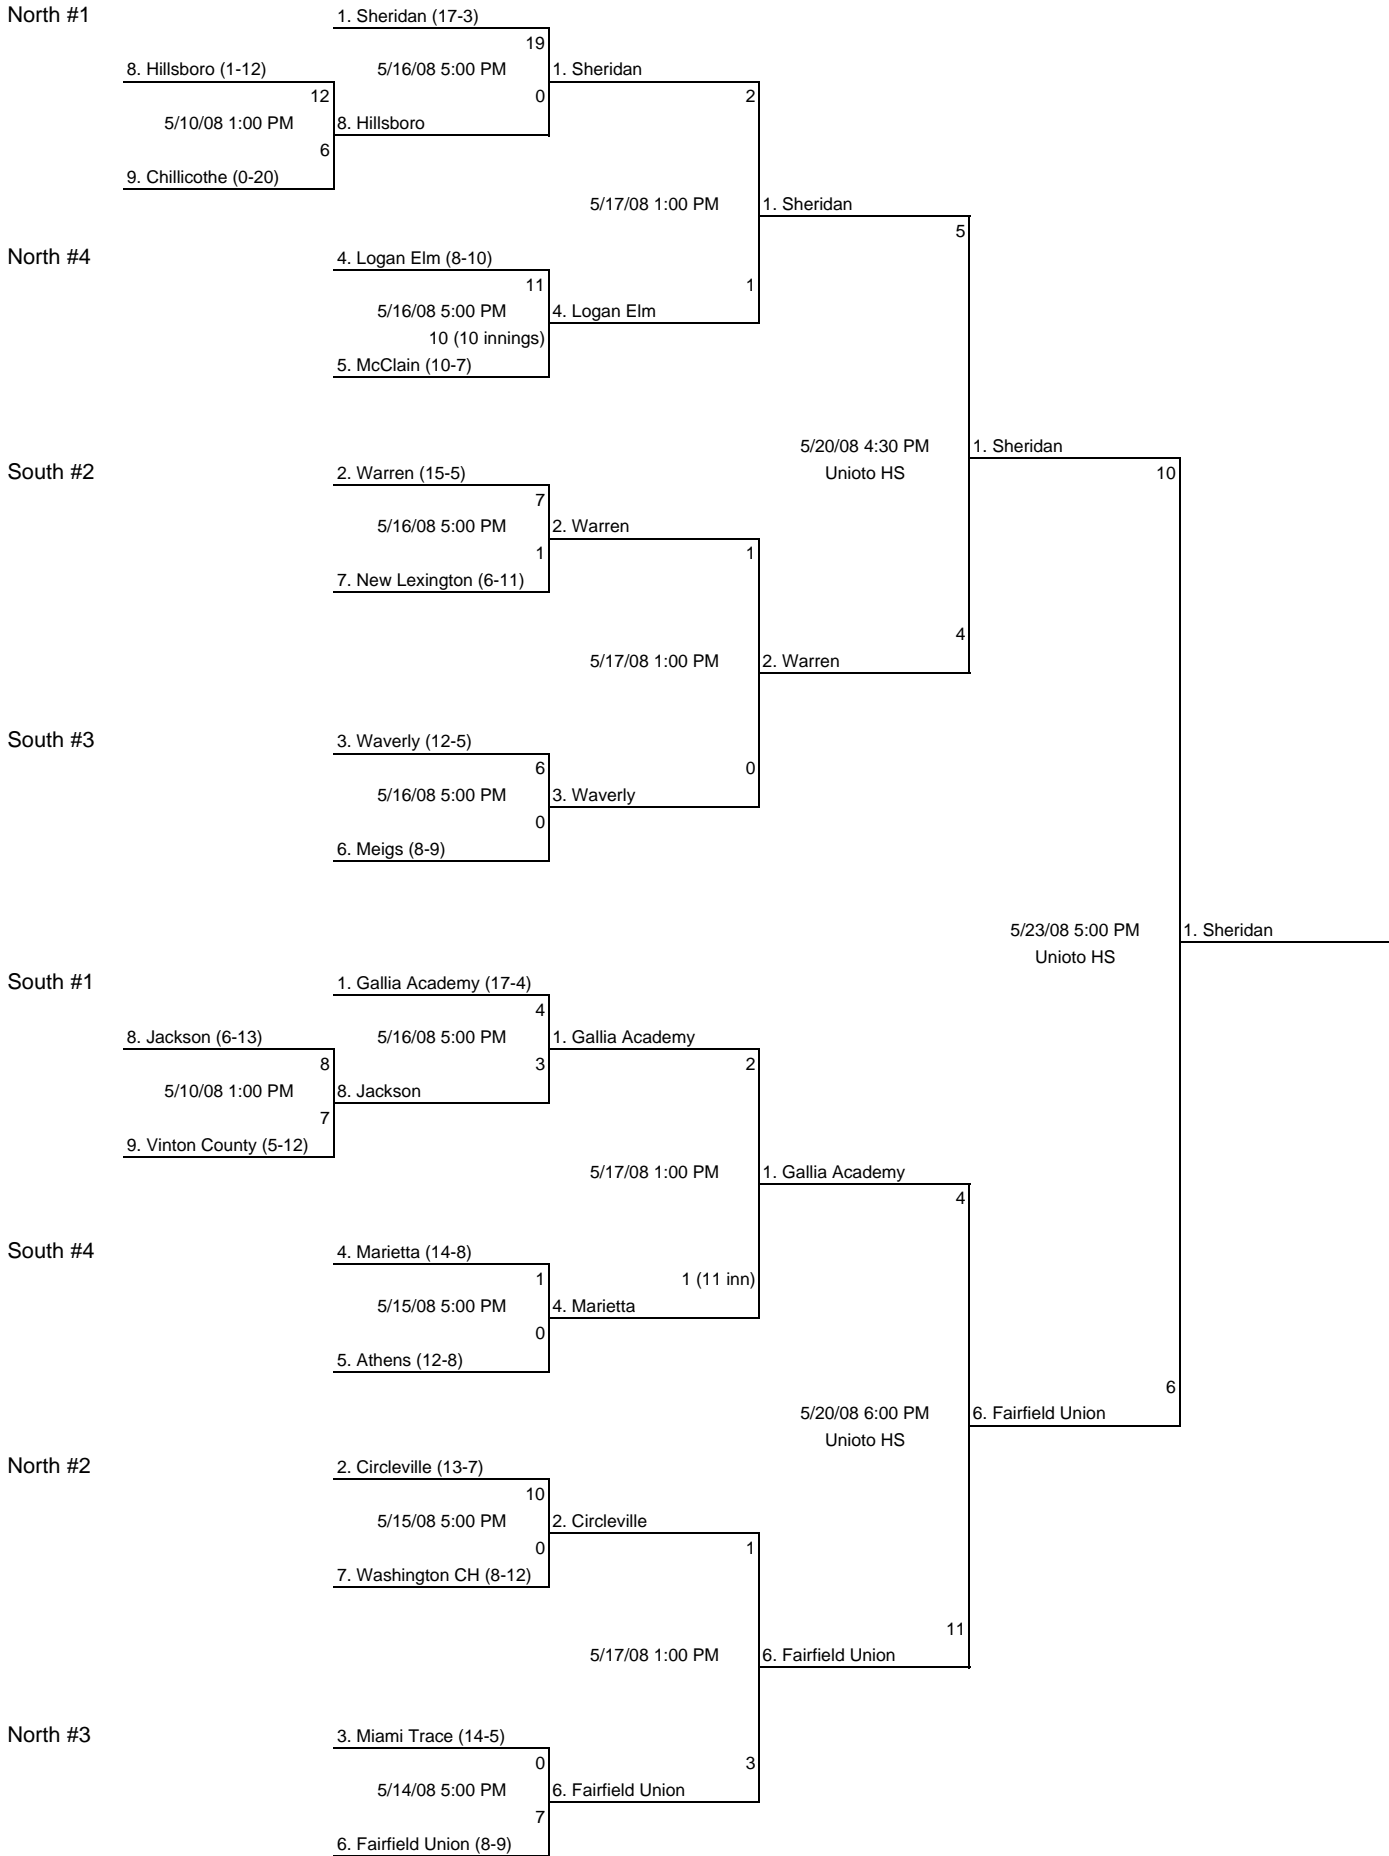 North #1
1. Sheridan (17-3)
19
8. Hillsboro (1-12)
5/16/08 5:00 PM
1. Sheridan
12
0
2
5/10/08 1:00 PM
8. Hillsboro
6
9. Chillicothe (0-20)
5/17/08 1:00 PM
1. Sheridan
5
North #4
4. Logan Elm (8-10)
11
1
5/16/08 5:00 PM
4. Logan Elm
10 (10 innings)
5. McClain (10-7)
5/20/08 4:30 PM
1. Sheridan
South #2
2. Warren (15-5)
Unioto HS
10
7
5/16/08 5:00 PM
2. Warren
1
1
7. New Lexington (6-11)
4
5/17/08 1:00 PM
2. Warren
South #3
3. Waverly (12-5)
6
0
5/16/08 5:00 PM
3. Waverly
0
6. Meigs (8-9)
5/23/08 5:00 PM
1. Sheridan
Unioto HS
South #1
1. Gallia Academy (17-4)
4
8. Jackson (6-13)
5/16/08 5:00 PM
1. Gallia Academy
8
3
2
5/10/08 1:00 PM
8. Jackson
7
9. Vinton County (5-12)
5/17/08 1:00 PM
1. Gallia Academy
4
South #4
4. Marietta (14-8)
1
1 (11 inn)
5/15/08 5:00 PM
4. Marietta
0
5. Athens (12-8)
6
5/20/08 6:00 PM
6. Fairfield Union
Unioto HS
North #2
2. Circleville (13-7)
10
5/15/08 5:00 PM
2. Circleville
0
1
7. Washington CH (8-12)
11
5/17/08 1:00 PM
6. Fairfield Union
North #3
3. Miami Trace (14-5)
0
3
5/14/08 5:00 PM
6. Fairfield Union
7
6. Fairfield Union (8-9)